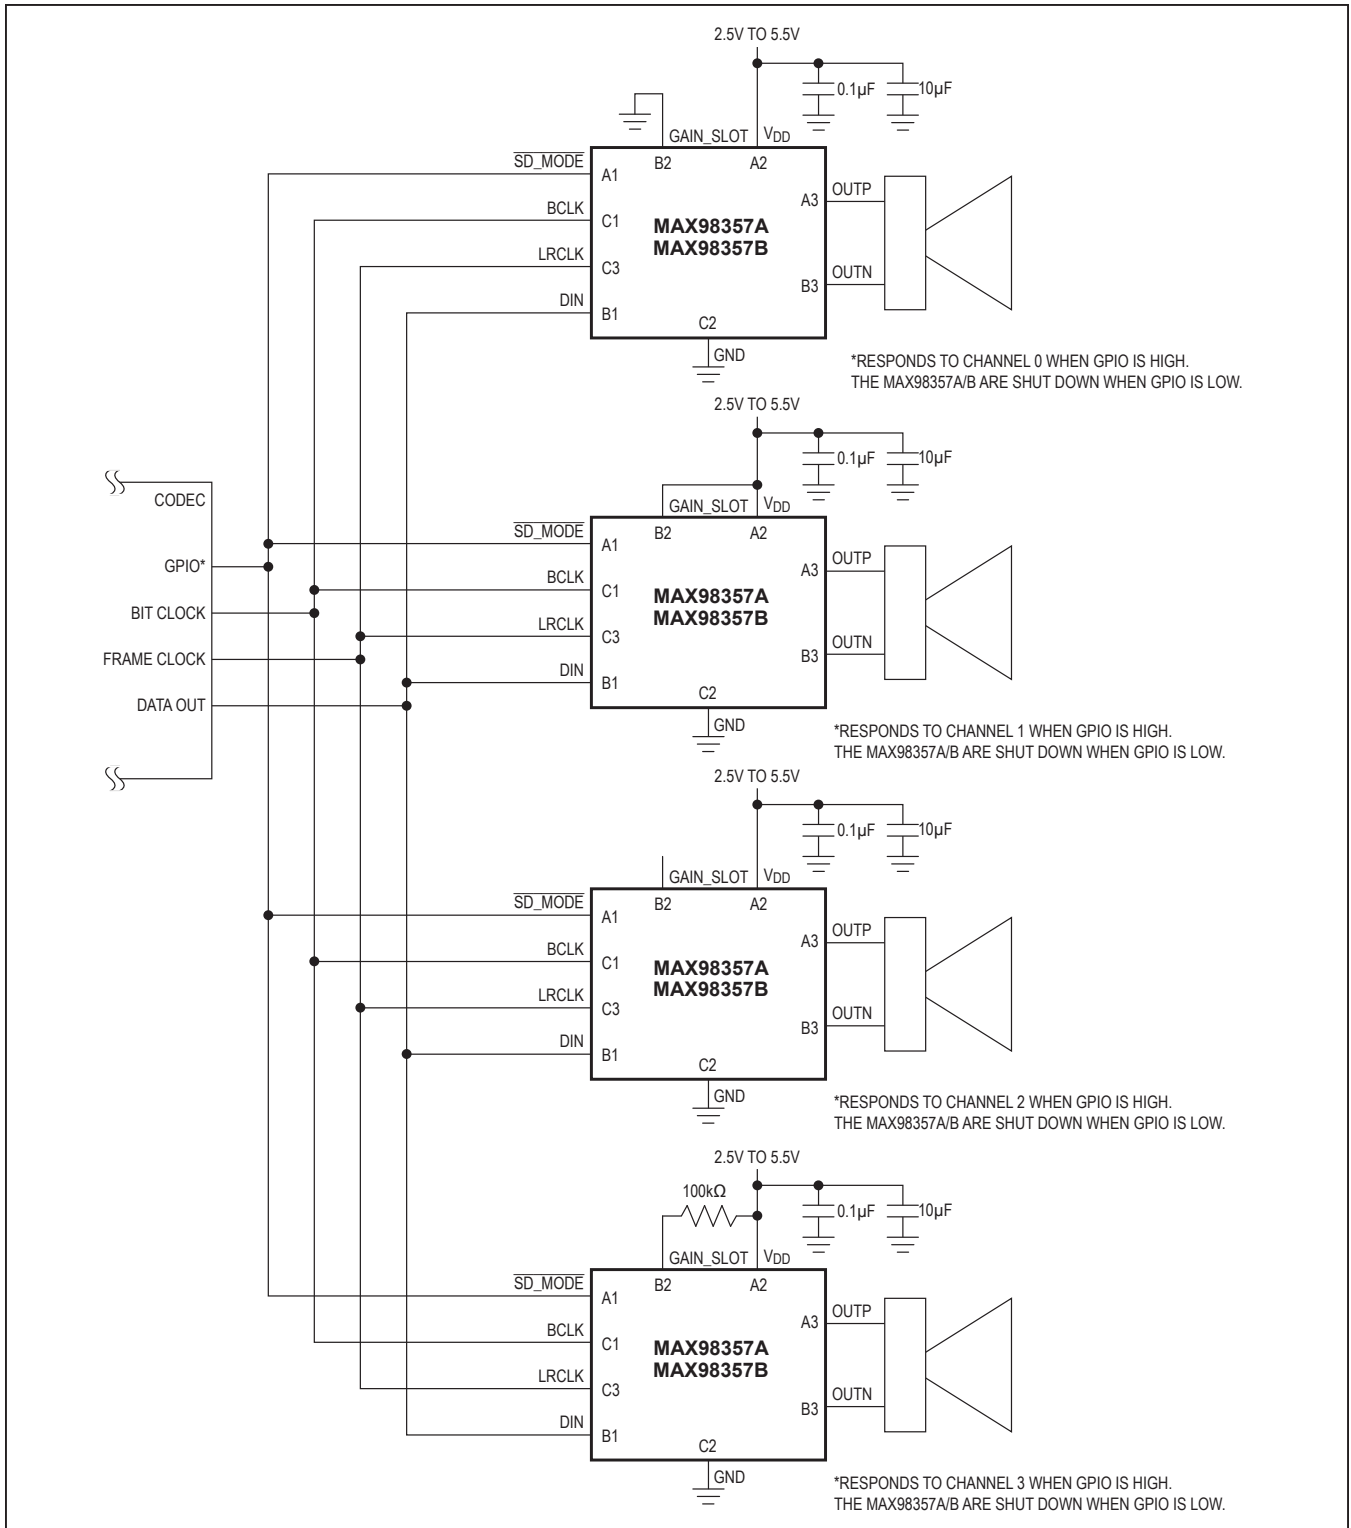 2.5V TO 5.5V
0.1µF
10µF
GAIN_SLOT
VDD
SD_MODE
B2
A2
A1
OUTP
A3
BCLK
C1
MAX98357A
MAX98357B
LRCLK
C3
OUTN
B3
DIN
B1
C2
GND
*RESPONDS TO CHANNEL 0 WHEN GPIO IS HIGH.
THE MAX98357A/B ARE SHUT DOWN WHEN GPIO IS LOW.
2.5V TO 5.5V
0.1µF
10µF
CODEC
GPIO*
BIT CLOCK
FRAME CLOCK
DATA OUT
GAIN_SLOT
VDD
SD_MODE
B2
A2
A1
OUTP
A3
BCLK
C1
MAX98357A
MAX98357B
LRCLK
C3
OUTN
B3
DIN
B1
C2
GND
*RESPONDS TO CHANNEL 1 WHEN GPIO IS HIGH.
THE MAX98357A/B ARE SHUT DOWN WHEN GPIO IS LOW.
2.5V TO 5.5V
0.1µF
10µF
GAIN_SLOT
VDD
SD_MODE
B2
A2
A1
OUTP
A3
BCLK
C1
MAX98357A
MAX98357B
LRCLK
C3
OUTN
B3
DIN
B1
C2
GND
*RESPONDS TO CHANNEL 2 WHEN GPIO IS HIGH.
THE MAX98357A/B ARE SHUT DOWN WHEN GPIO IS LOW.
2.5V TO 5.5V
100kΩ
0.1µF
10µF
GAIN_SLOT
VDD
SD_MODE
B2
A2
A1
OUTP
A3
BCLK
C1
MAX98357A
MAX98357B
LRCLK
C3
OUTN
B3
DIN
B1
C2
GND
*RESPONDS TO CHANNEL 3 WHEN GPIO IS HIGH.
THE MAX98357A/B ARE SHUT DOWN WHEN GPIO IS LOW.